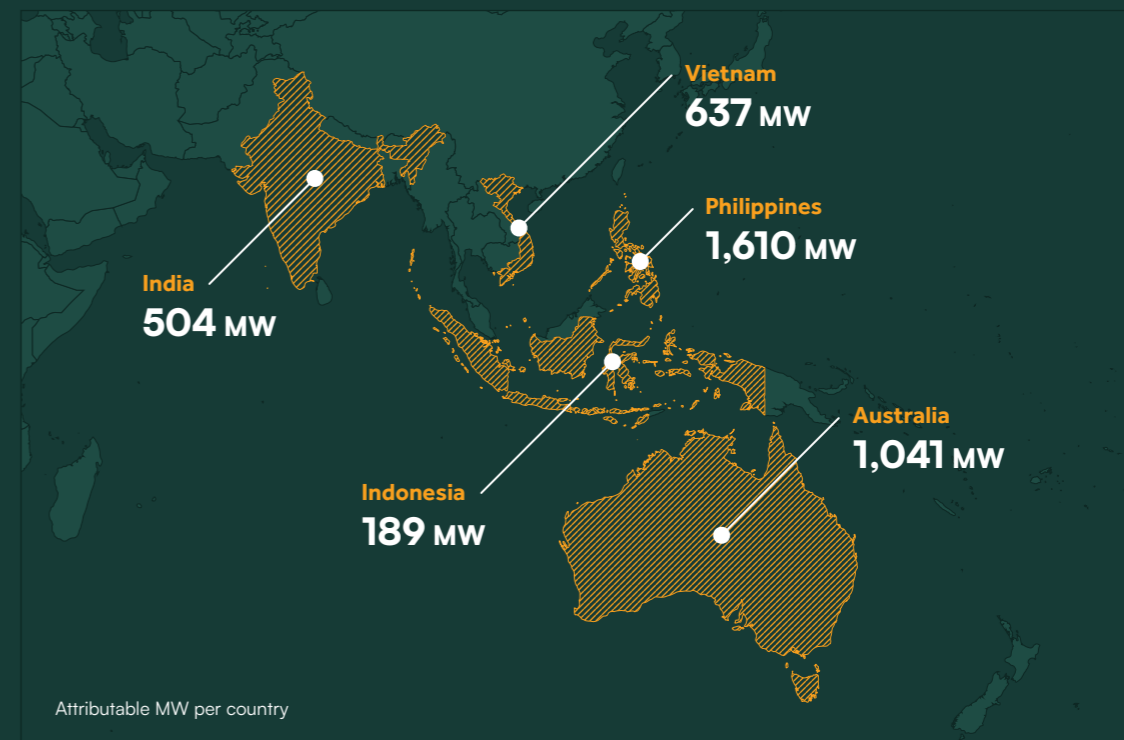 Vietnam
637 MW
Philippines
1,610 MW
India
504 MW
Australia
1,041 MW
Indonesia
189 MW
Attributable MW per country